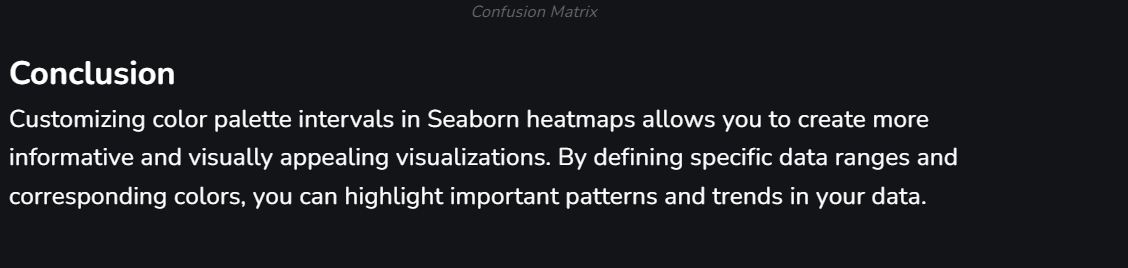 Confusion Matrix
Conclusion
Customizing color palette intervals in Seaborn heatmaps allows you to create more
informative and visually appealing visualizations. By defining specific data ranges and
corresponding colors, you can highlight important patterns and trends in your data.